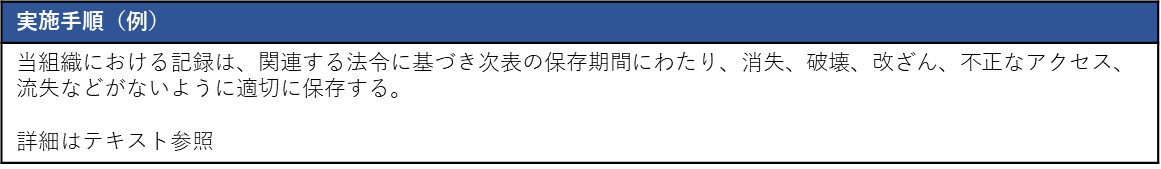 実施手順（例）
当組織における記録は、関連する法令に基づき次表の保存期間にわたり、消失、破壊、改ざん、不正なアクセス、
流失などがないように適切に保存する。
詳細はテキスト参照